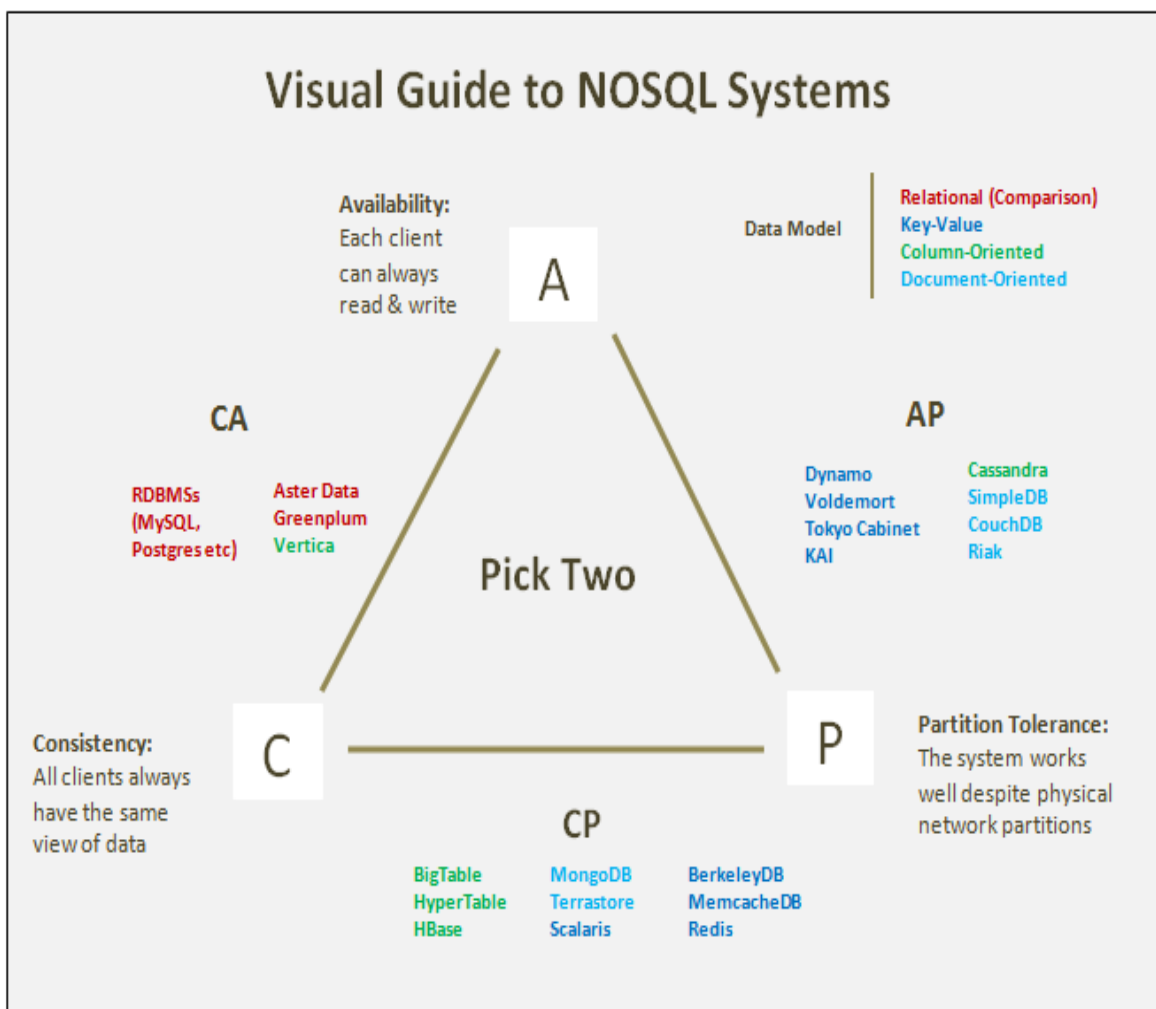 Visual Guide to NOSQL Systems
Availability:
Each client
can always
read & write
A
Data Model
Relational (Comparison)
Key-Value
Column-Oriented
Document-Oriented
CA
RDBMSs
(MySQL,
Postgres etc)
Aster Data
Greenplum
Vertica
AP
Dynamo
Voldemort
Tokyo Cabinet
KAI
Cassandra
SimpleDB
CouchDB
Riak
Pick Two
Consistency:
All clients always
have the same
view of data
C
P
Partition Tolerance:
The system works
well despite physical
network partitions
CP
BigTable
HyperTable
HBase
MongoDB
Terrastore
Scalaris
BerkeleyDB
MemcacheDB
Redis